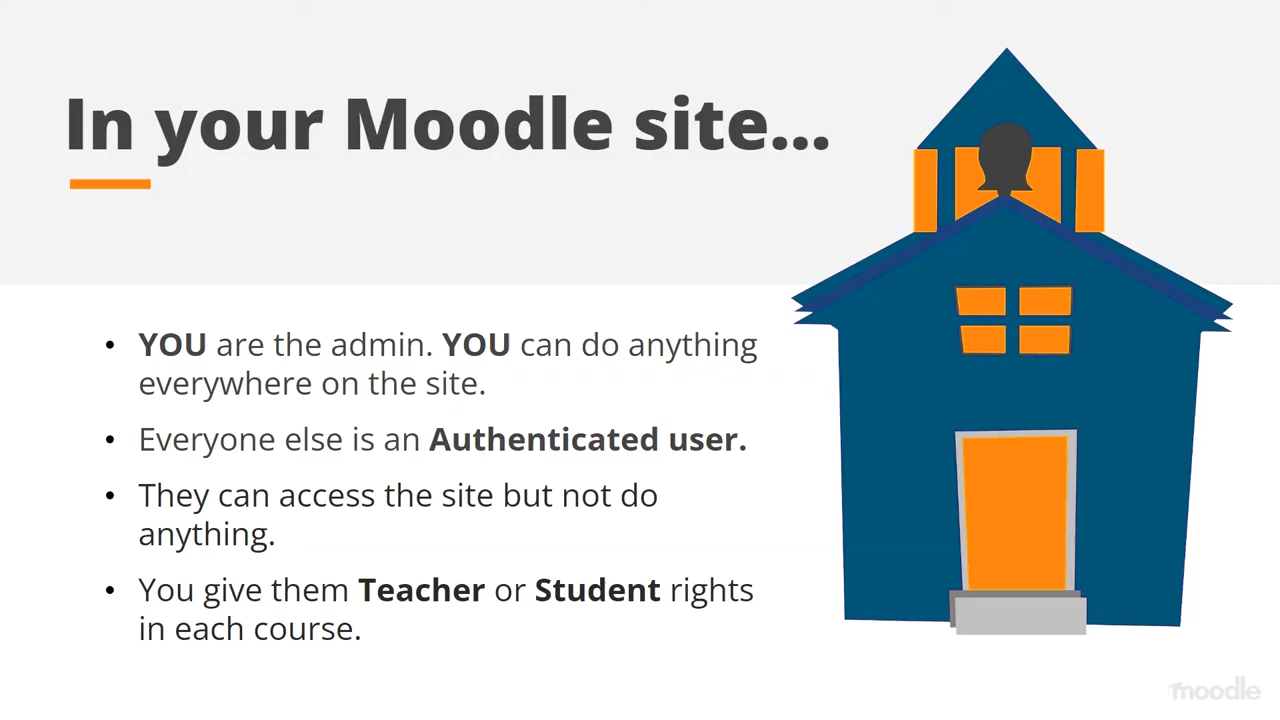 In your Moodle site...
• YOU are the admin. YOU can do anything
everywhere on the site.
• Everyone else is an Authenticated user.
• They can access the site but not do
anything.
• You give them Teacher or Student rights
in each course.
moodle